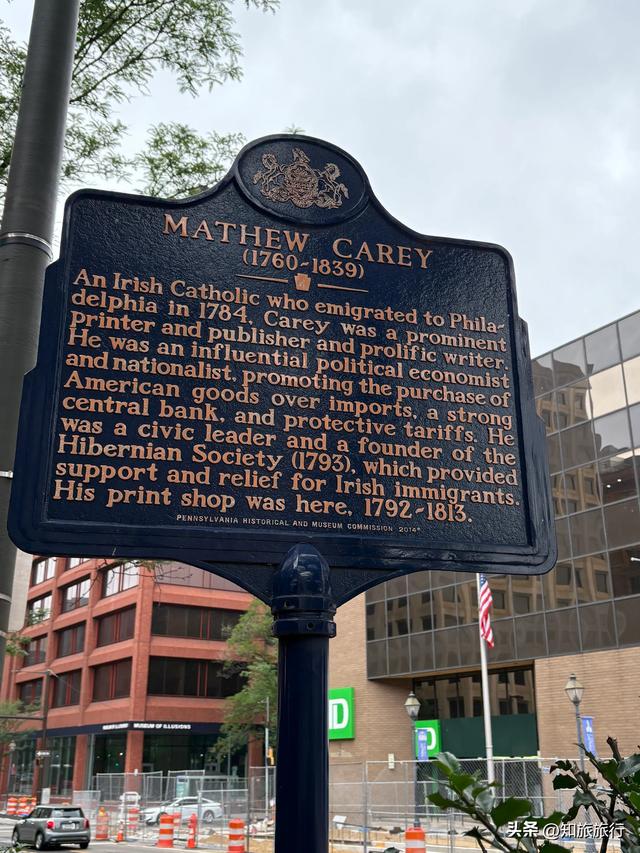 MATHEW CAREY
(1760-1839)
An Irish Catholic who emigrated to Phila-
delphia in 1784, Carey was a prominent
printer and publisher and prolific writer.
He was an influential political economist
and nationalist, promoting the purchase of
American goods over imports, a strong
central bank, and protective tariffs. He
was a civic leader and a founder of the
Hibernian Society (1793), which provided
support and relief for Irish immigrants.
His print shop was here, 1792-1813.
PENNSYLVANIA HISTORICAL AND MUSEUM COMMISSION 2014
MUSEUM OF ILLUSIONS
D
TD
头条 @知旅旅行